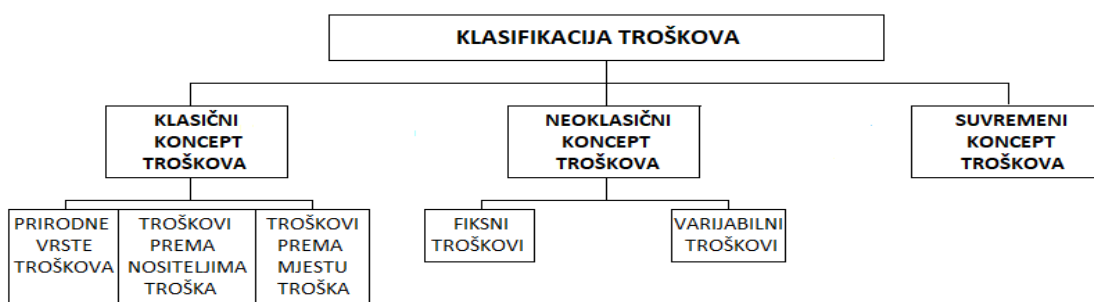 KLASIFIKACIJA TROŠKOVA
KLASIČNI
KONCEPT
TROŠKOVA
NEOKLASIČNI
KONCEPT
TROŠKOVA
SUVREMENI
KONCEPT
TROŠKOVA
PRIRODNE
VRSTE
TROŠKOVA
TROŠKOVI
PREMA
NOSITELJIMA
TROŠKA
TROŠKOVI
PREMA
MJESTU
TROŠKA
FIKSNI
TROŠKOVI
VARIJABILNI
TROŠKOVI